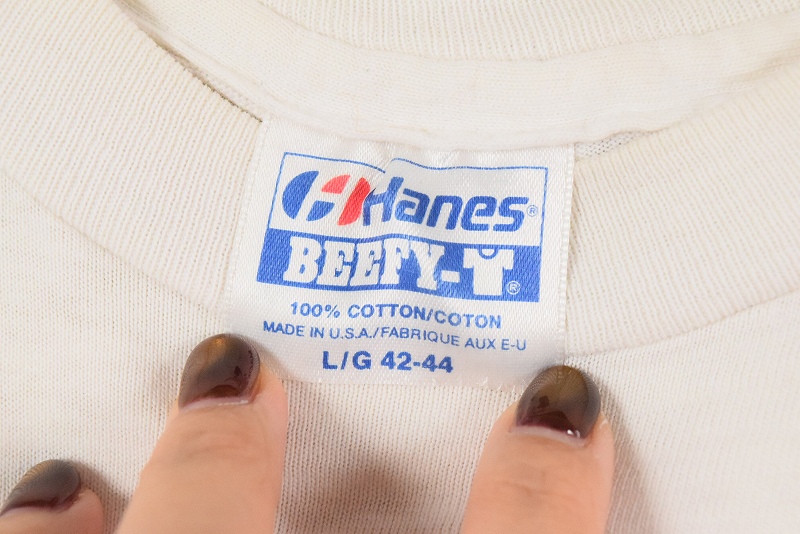 Hanes®
BEEFY-T®
100% COTTON/COTON
MADE IN U.S.A./FABRIQUE AUX E-U
L/G 42-44